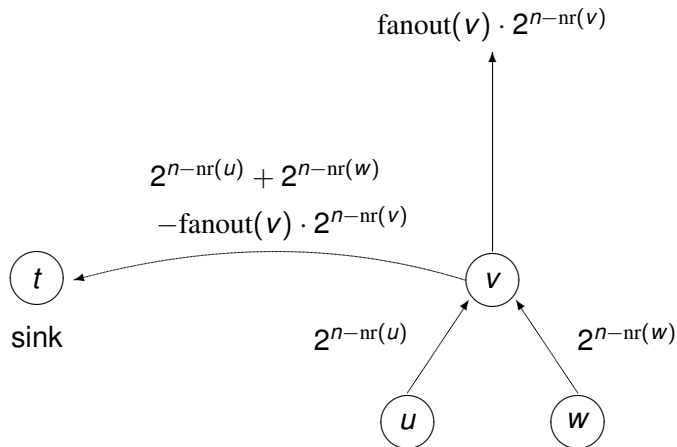 fanout(v) · 2^{n−nr(v)}
2^{n−nr(u)} + 2^{n−nr(w)}
−fanout(v) · 2^{n−nr(v)}
t
v
sink
2^{n−nr(u)}
2^{n−nr(w)}
u
w